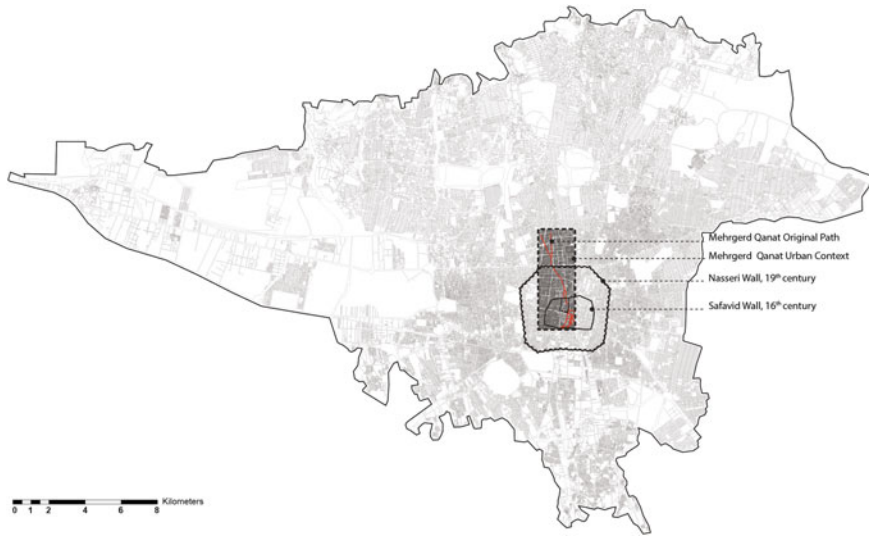 Mehrgerd Qanat Original Path
Mehrgerd Qanat Urban Context
Nasseri Wall, 19th century
Safavid Wall, 16th century
Kilometers
0 1 2 4 6 8